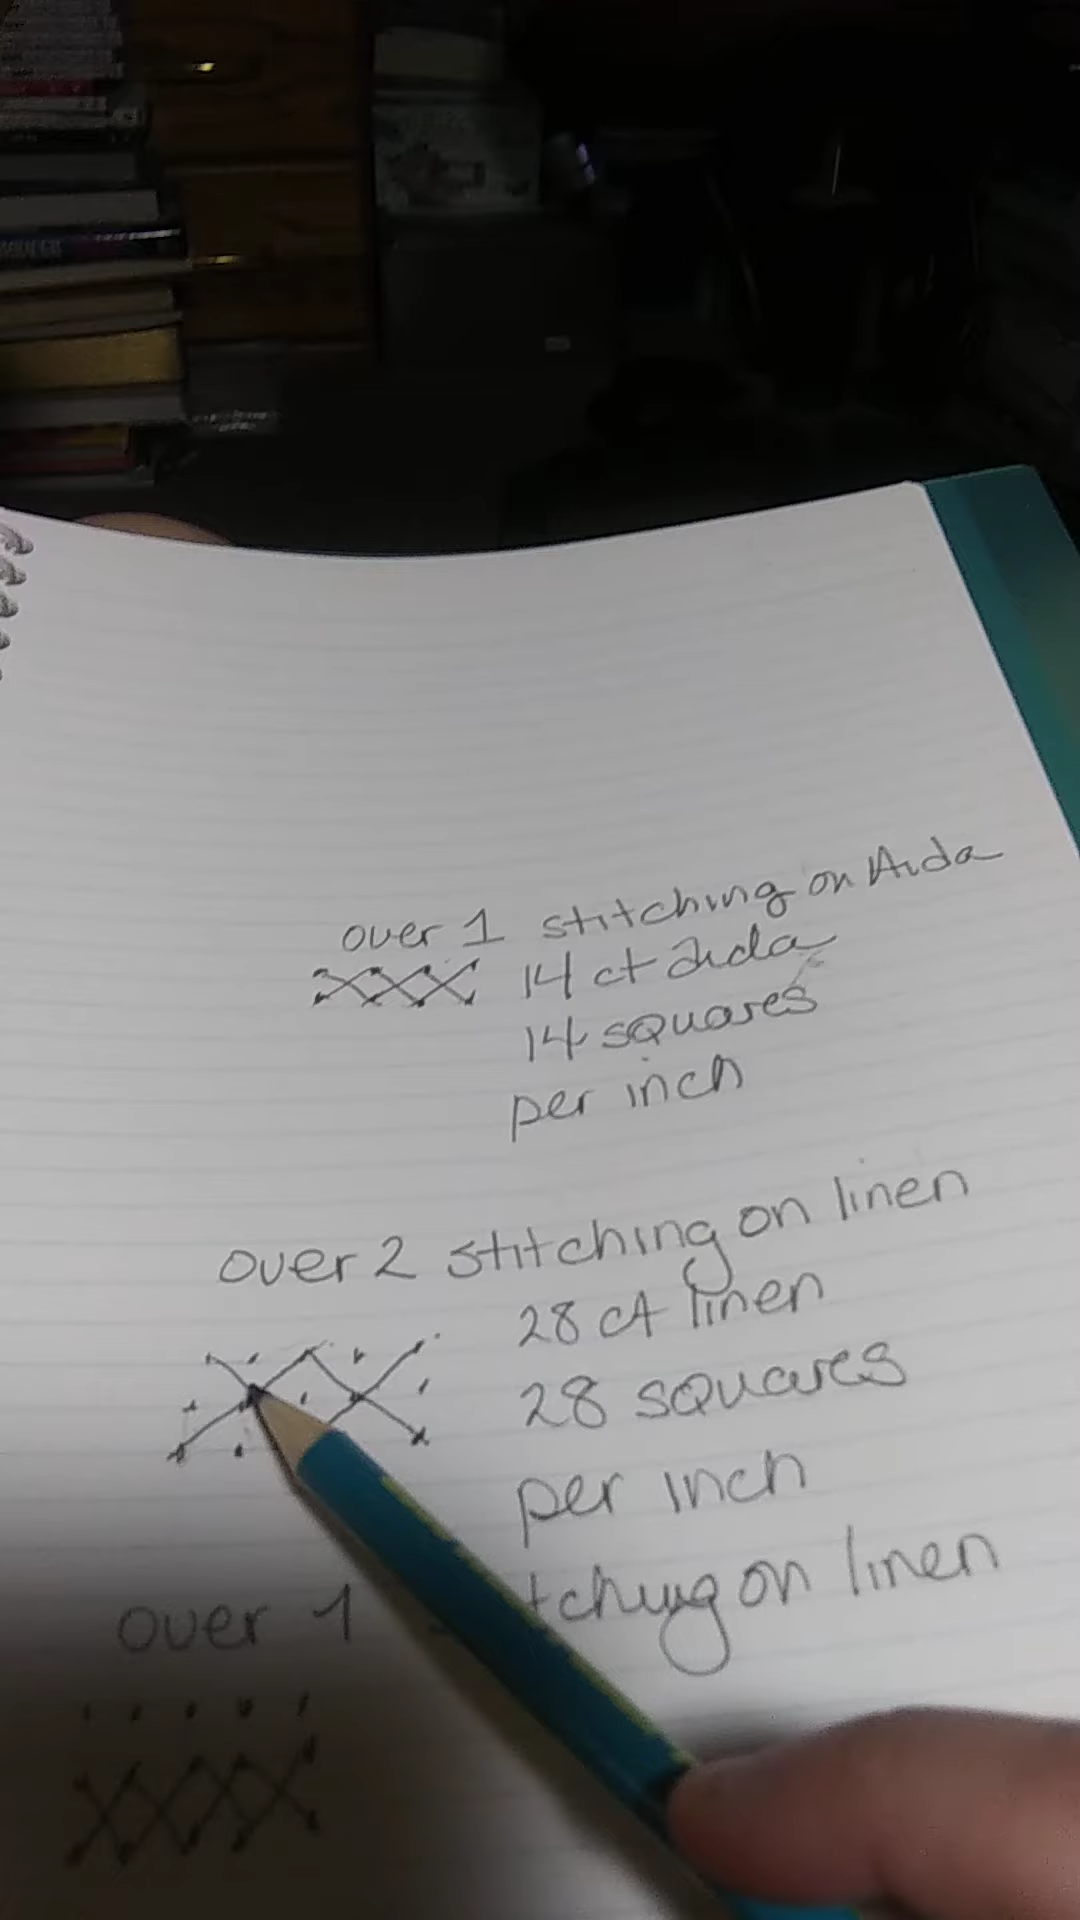 over 1 stitching on Aida
14 ct Aida
14 squares
per inch
over 2 stitching on linen
28 ct linen
28 squares
per inch
over 1 tching on linen